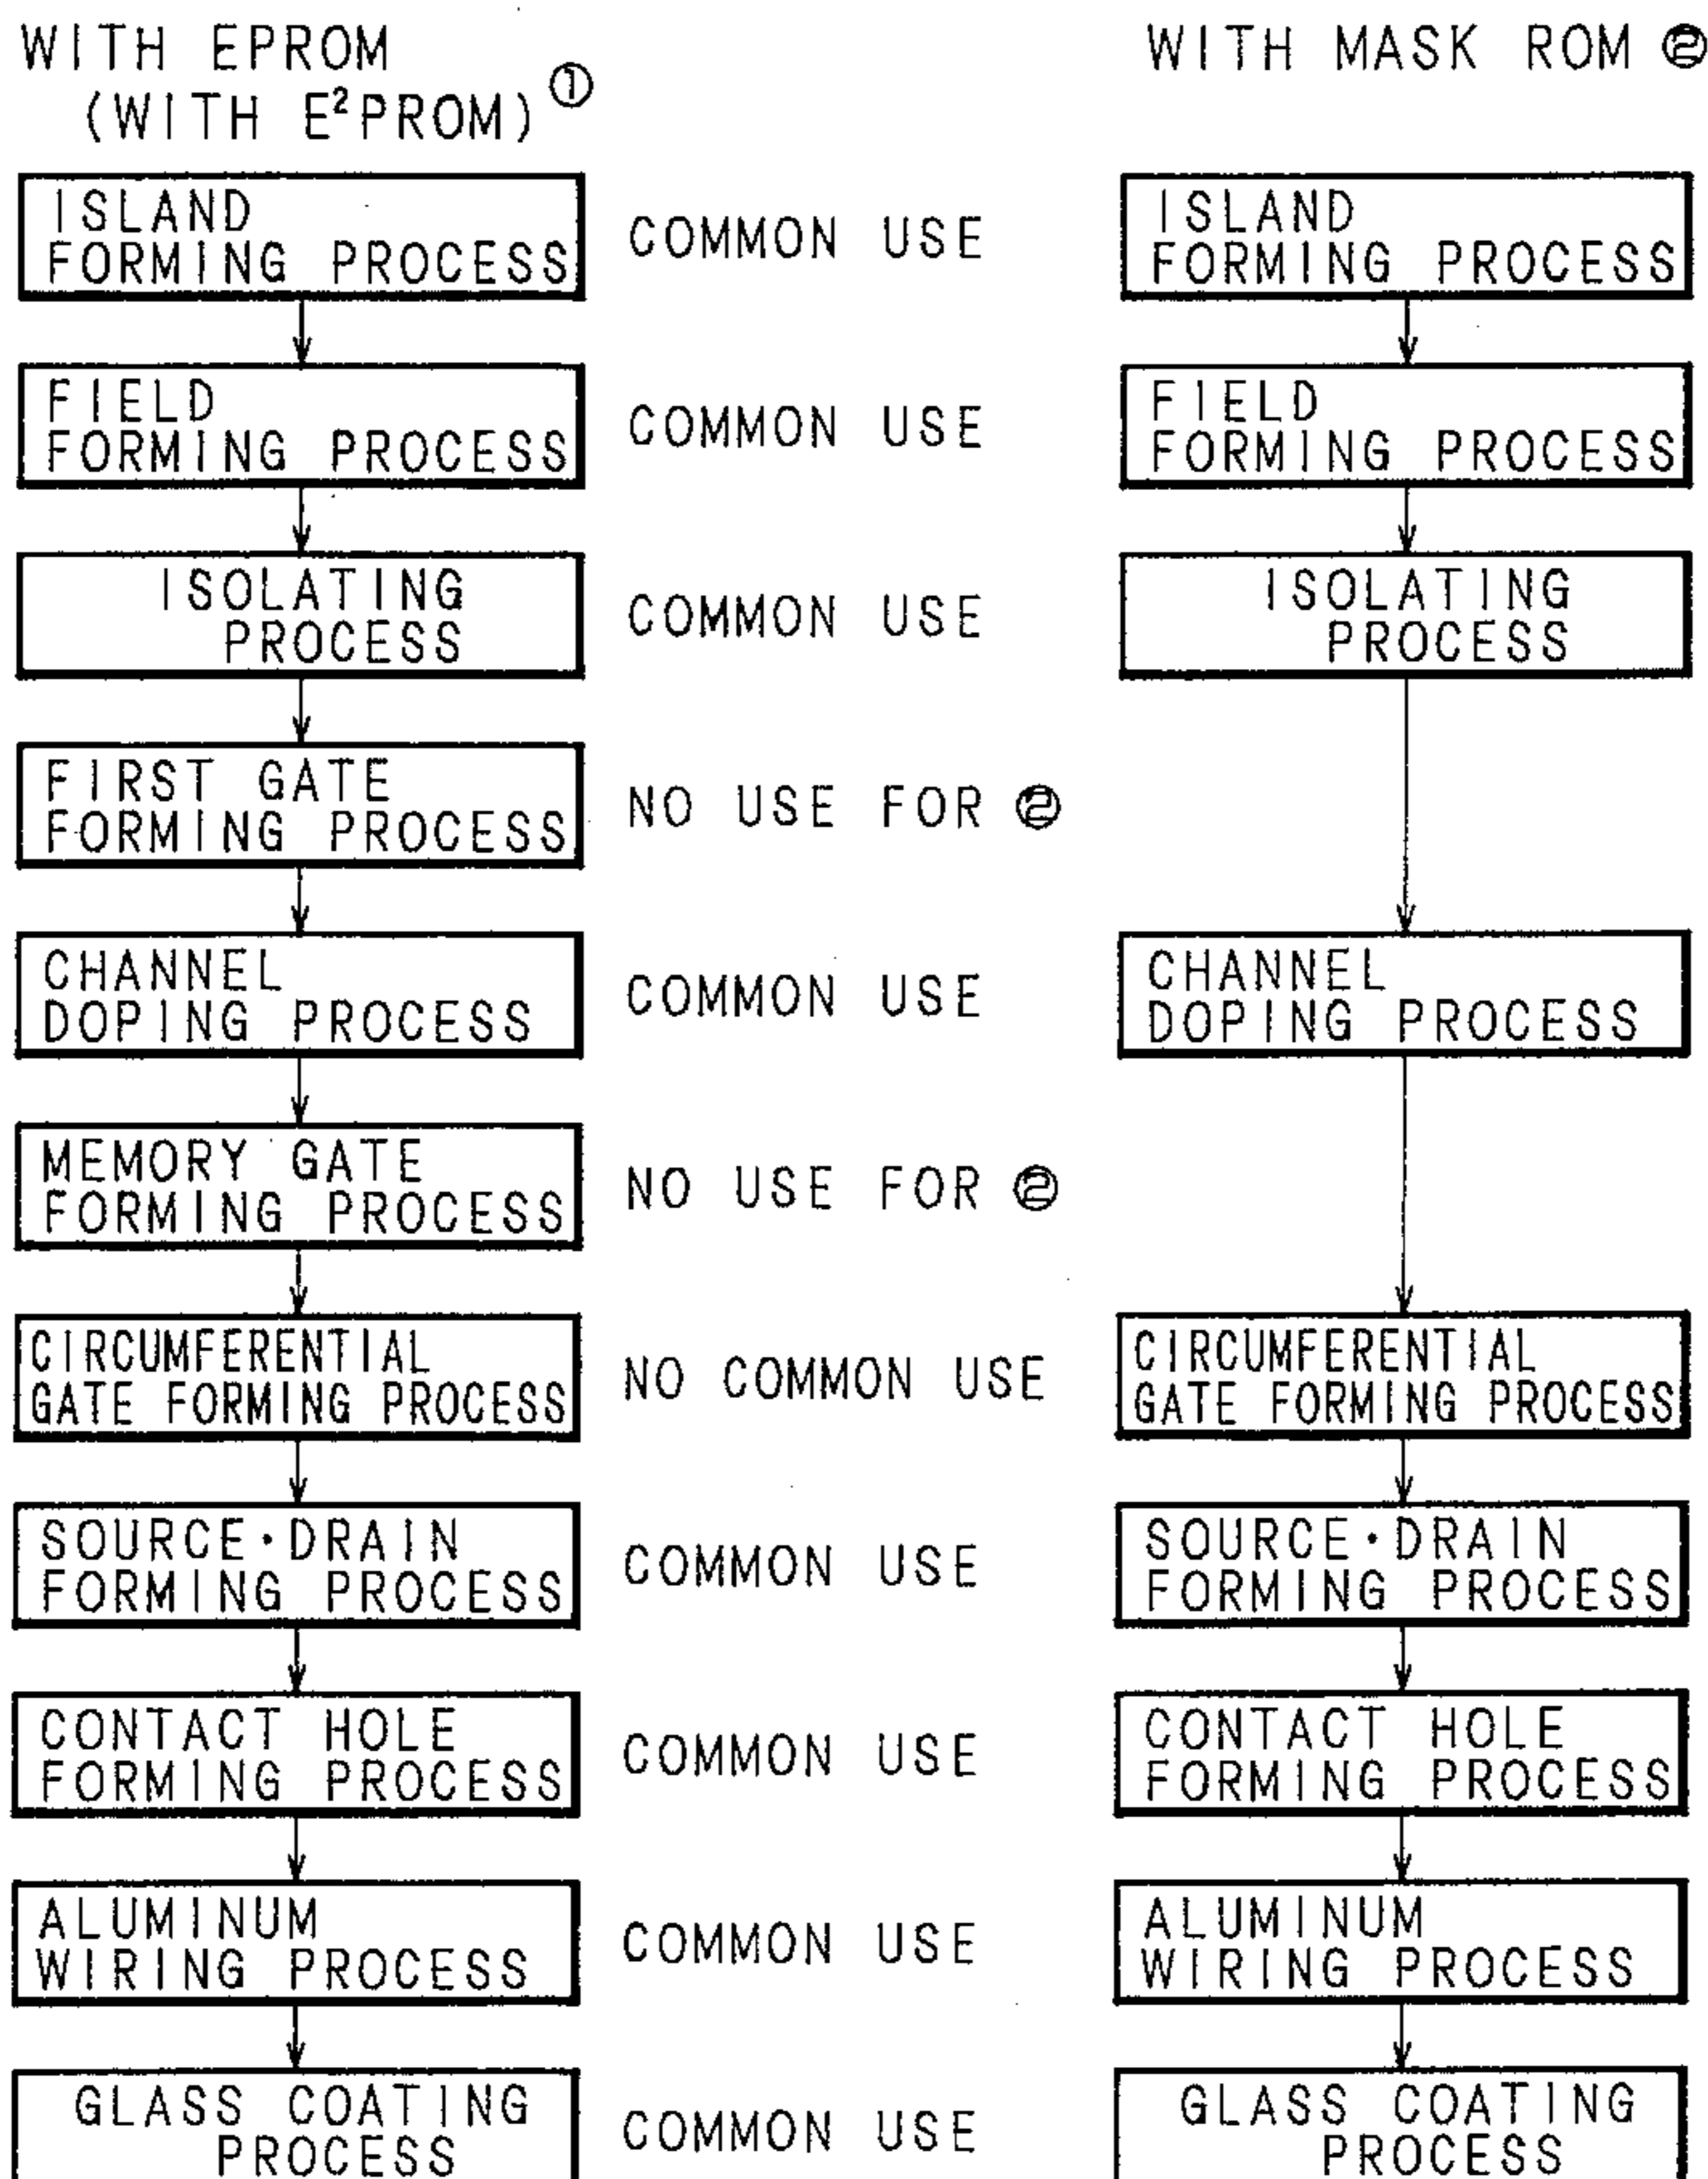 WITH EPROM
(WITH E²PROM) ①
WITH MASK ROM ②
ISLAND
FORMING PROCESS
COMMON USE
ISLAND
FORMING PROCESS
FIELD
FORMING PROCESS
COMMON USE
FIELD
FORMING PROCESS
ISOLATING
PROCESS
COMMON USE
ISOLATING
PROCESS
FIRST GATE
FORMING PROCESS
NO USE FOR ②
CHANNEL
DOPING PROCESS
COMMON USE
CHANNEL
DOPING PROCESS
MEMORY GATE
FORMING PROCESS
NO USE FOR ②
CIRCUMFERENTIAL
GATE FORMING PROCESS
NO COMMON USE
CIRCUMFERENTIAL
GATE FORMING PROCESS
SOURCE·DRAIN
FORMING PROCESS
COMMON USE
SOURCE·DRAIN
FORMING PROCESS
CONTACT HOLE
FORMING PROCESS
COMMON USE
CONTACT HOLE
FORMING PROCESS
ALUMINUM
WIRING PROCESS
COMMON USE
ALUMINUM
WIRING PROCESS
GLASS COATING
PROCESS
COMMON USE
GLASS COATING
PROCESS